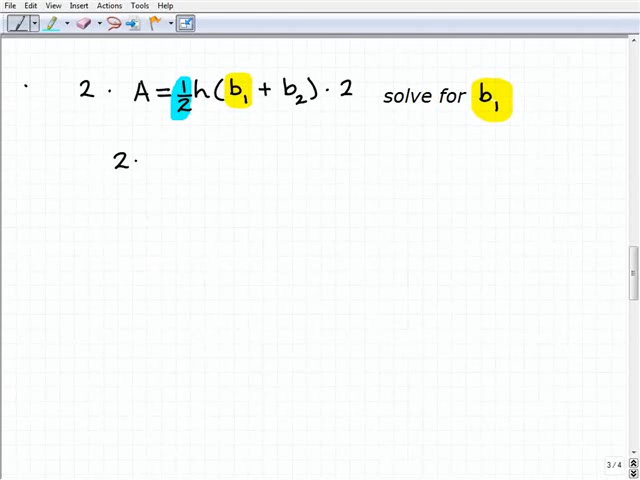 File Edit View Insert Actions Tools Help
2 · A = 1/2 h(b₁ + b₂) · 2 solve for b₁
2 ·
3 / 4